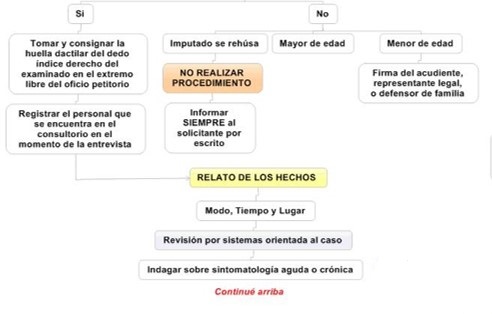 Si
No
Tomar y consignar la
huella dactilar del dedo
índice derecho del
examinado en el extremo
libre del oficio petitorio
Registrar el personal que
se encuentra en el
consultorio en el
momento de la entrevista
Imputado se rehúsa
NO REALIZAR
PROCEDIMIENTO
Informar
SIEMPRE al
solicitante por
escrito
Mayor de edad
Menor de edad
Firma del acudiente,
representante legal,
o defensor de familia
RELATO DE LOS HECHOS
Modo, Tiempo y Lugar
Revisión por sistemas orientada al caso
Indagar sobre sintomatología aguda o crónica
Continué arriba